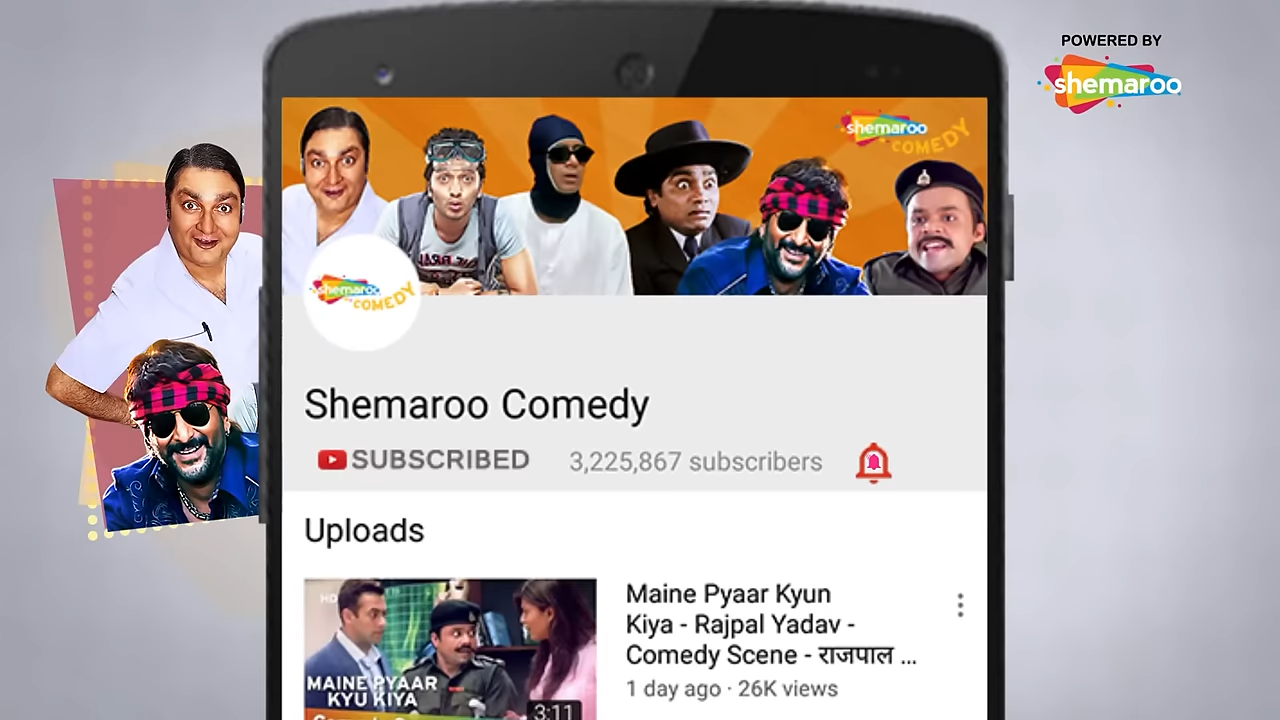 POWERED BY
shemaroo
shemaroo
COMEDY
shemaroo
COMEDY
Shemaroo Comedy
SUBSCRIBED
3,225,867 subscribers
Uploads
HD
MAINE PYAAR
KYU KIYA
3:11
Maine Pyaar Kyun
Kiya - Rajpal Yadav -
Comedy Scene - राजपाल ...
1 day ago · 26K views